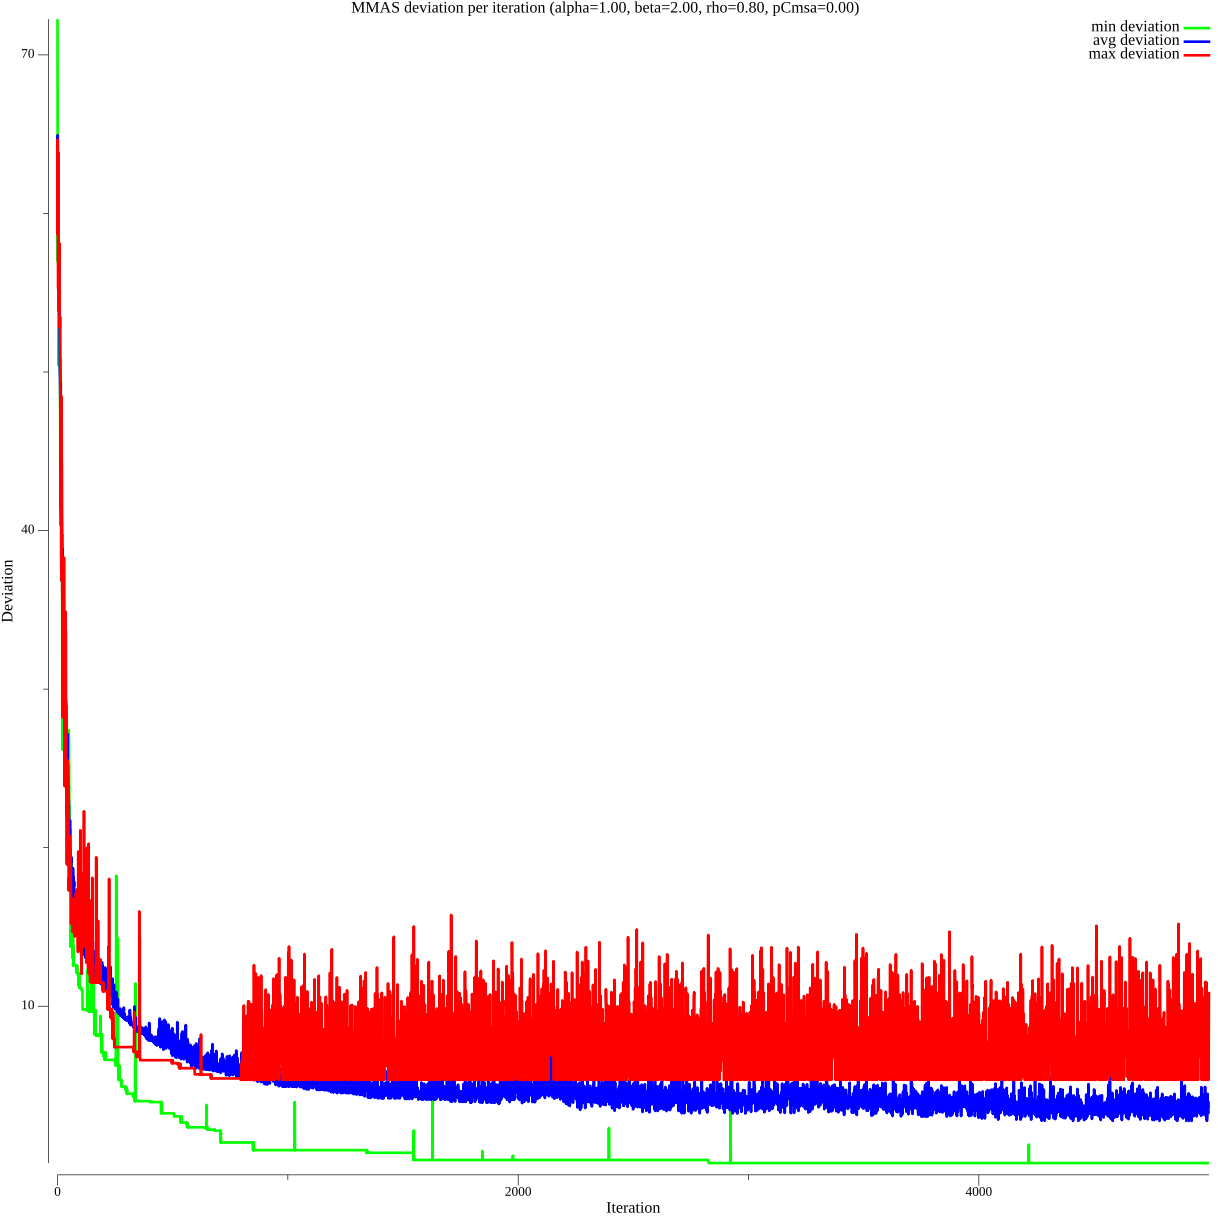 MMAS deviation per iteration (alpha=1.00, beta=2.00, rho=0.80, pCmsa=0.00)
min deviation
avg deviation
max deviation
70
40
10
Deviation
0
2000
4000
Iteration